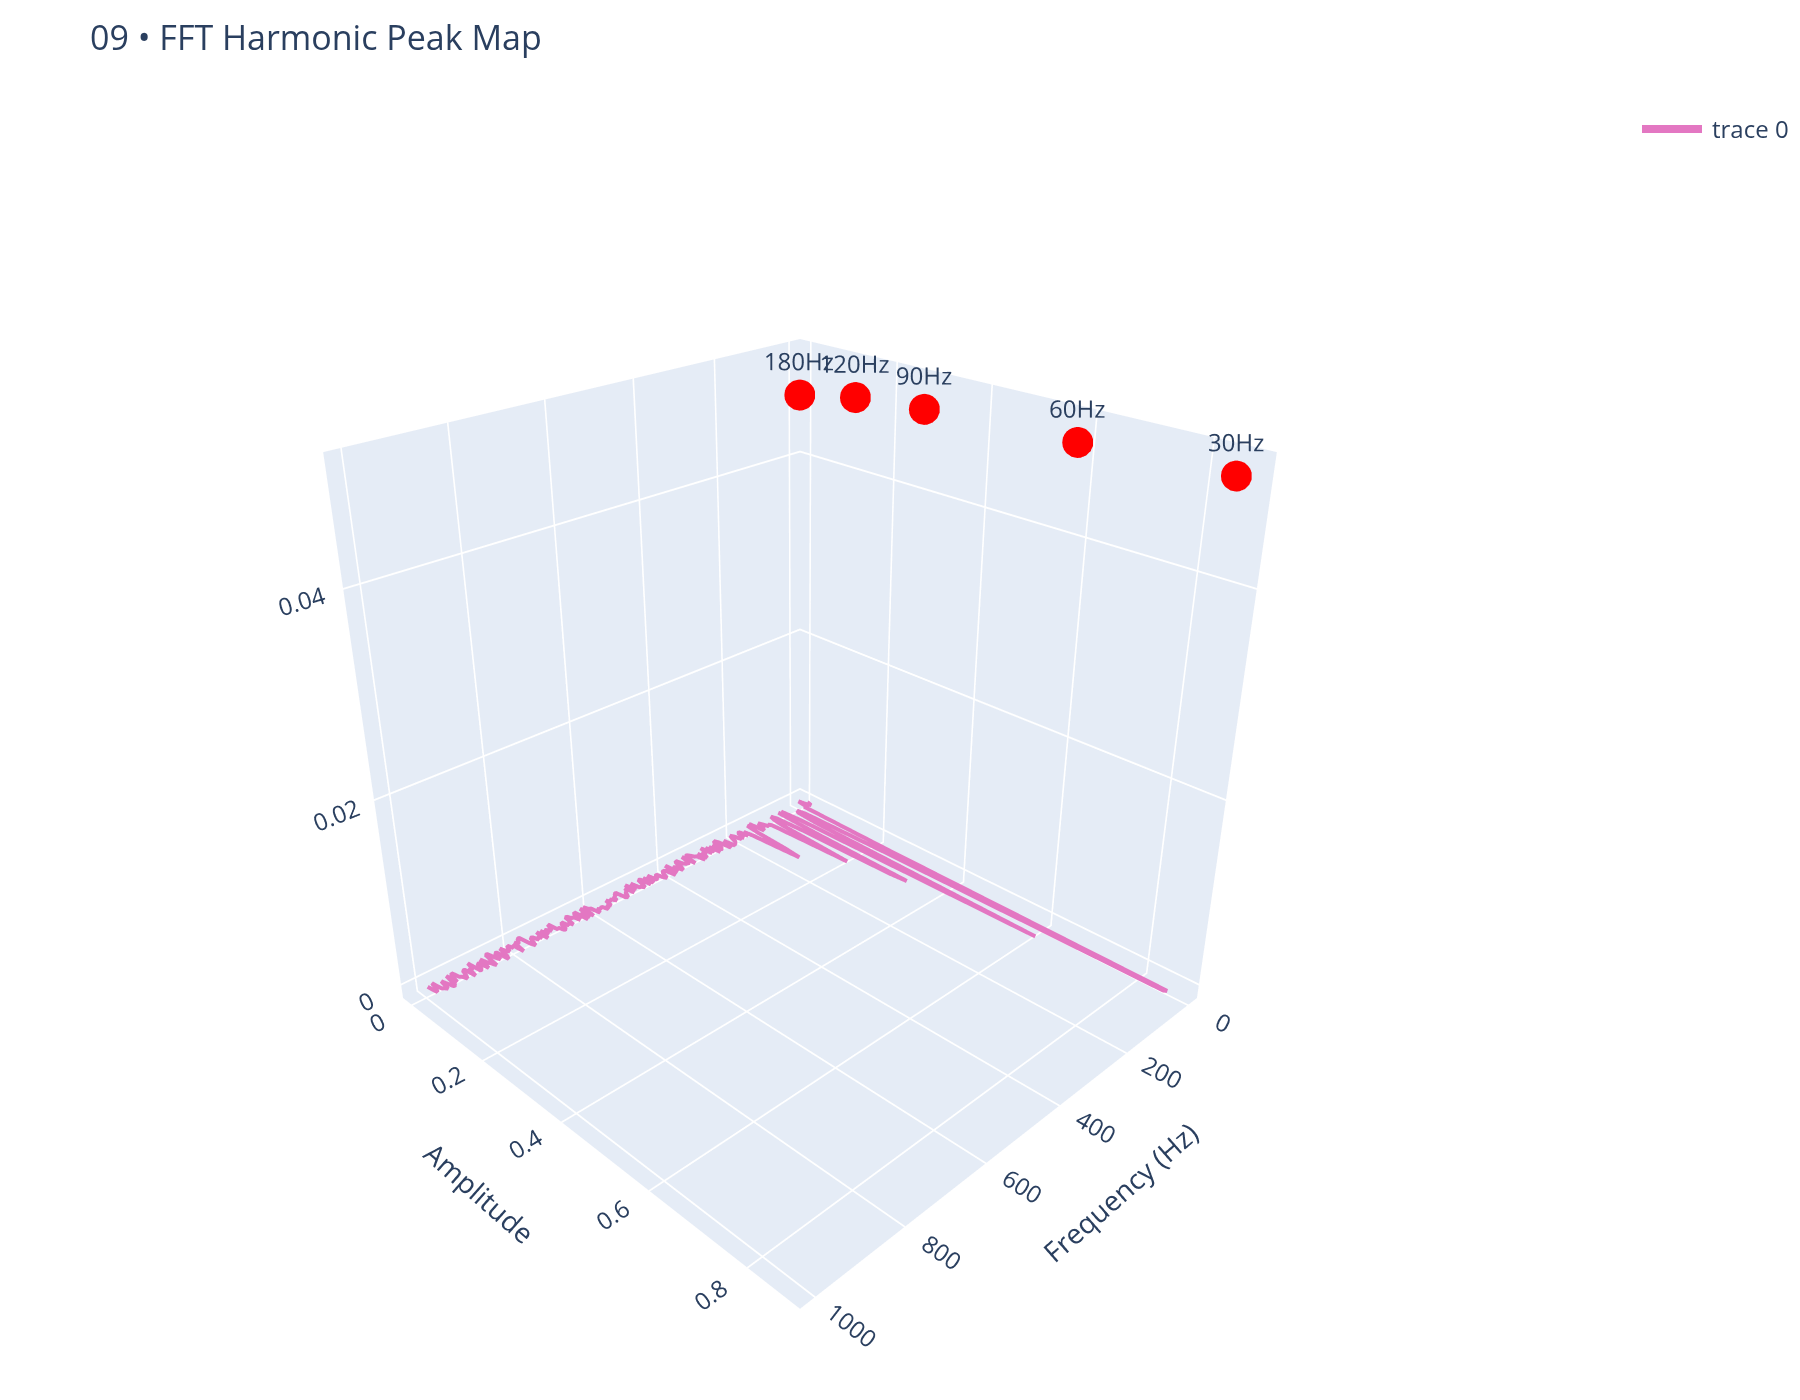 09 • FFT Harmonic Peak Map
trace 0
180Hz
120Hz
90Hz
60Hz
30Hz
0.04
0.02
0
0
0.2
0.4
0.6
0.8
Amplitude
0
200
400
600
800
1000
Frequency (Hz)